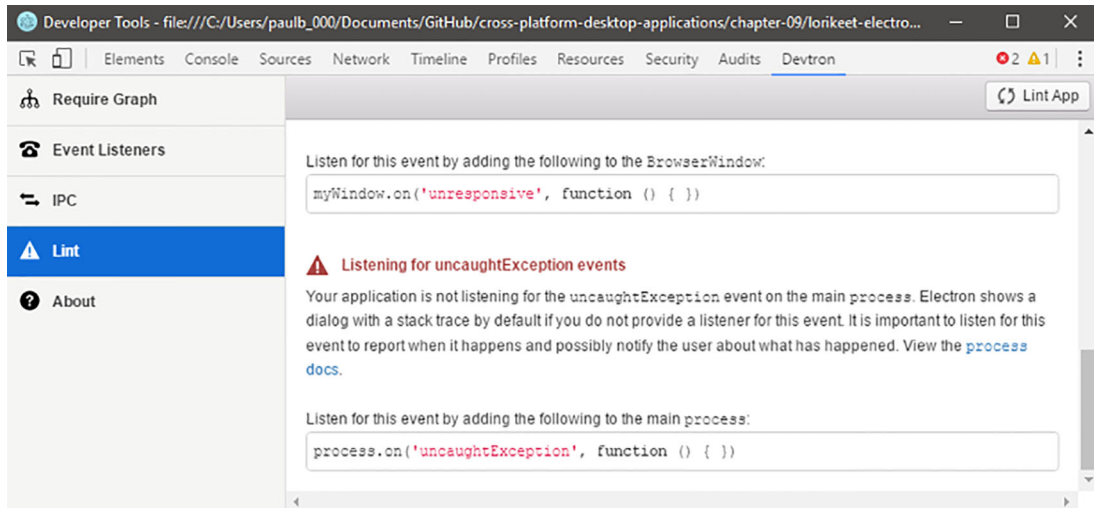 Developer Tools - file:///C:/Users/paulb_000/Documents/GitHub/cross-platform-desktop-applications/chapter-09/lorikeet-electro...
Elements Console Sources Network Timeline Profiles Resources Security Audits Devtron 2 1
Require Graph
Lint App
Event Listeners
IPC
Lint
About
Listen for this event by adding the following to the BrowserWindow:
myWindow.on('unresponsive', function () { })
Listening for uncaughtException events
Your application is not listening for the uncaughtException event on the main process. Electron shows a
dialog with a stack trace by default if you do not provide a listener for this event. It is important to listen for this
event to report when it happens and possibly notify the user about what has happened. View the process
docs.
Listen for this event by adding the following to the main process:
process.on('uncaughtException', function () { })